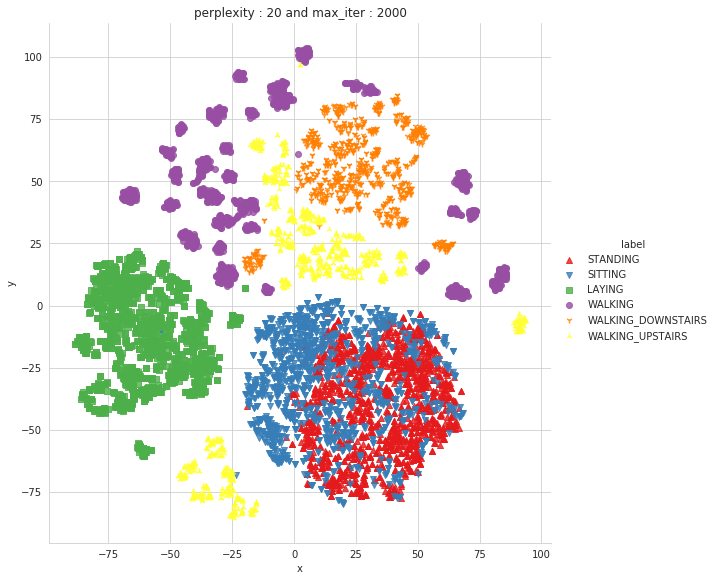 perplexity : 20 and max_iter : 2000
100
75
50
25
0
−25
−50
−75
y
−75
−50
−25
0
25
50
75
100
x
label
STANDING
SITTING
LAYING
WALKING
WALKING_DOWNSTAIRS
WALKING_UPSTAIRS